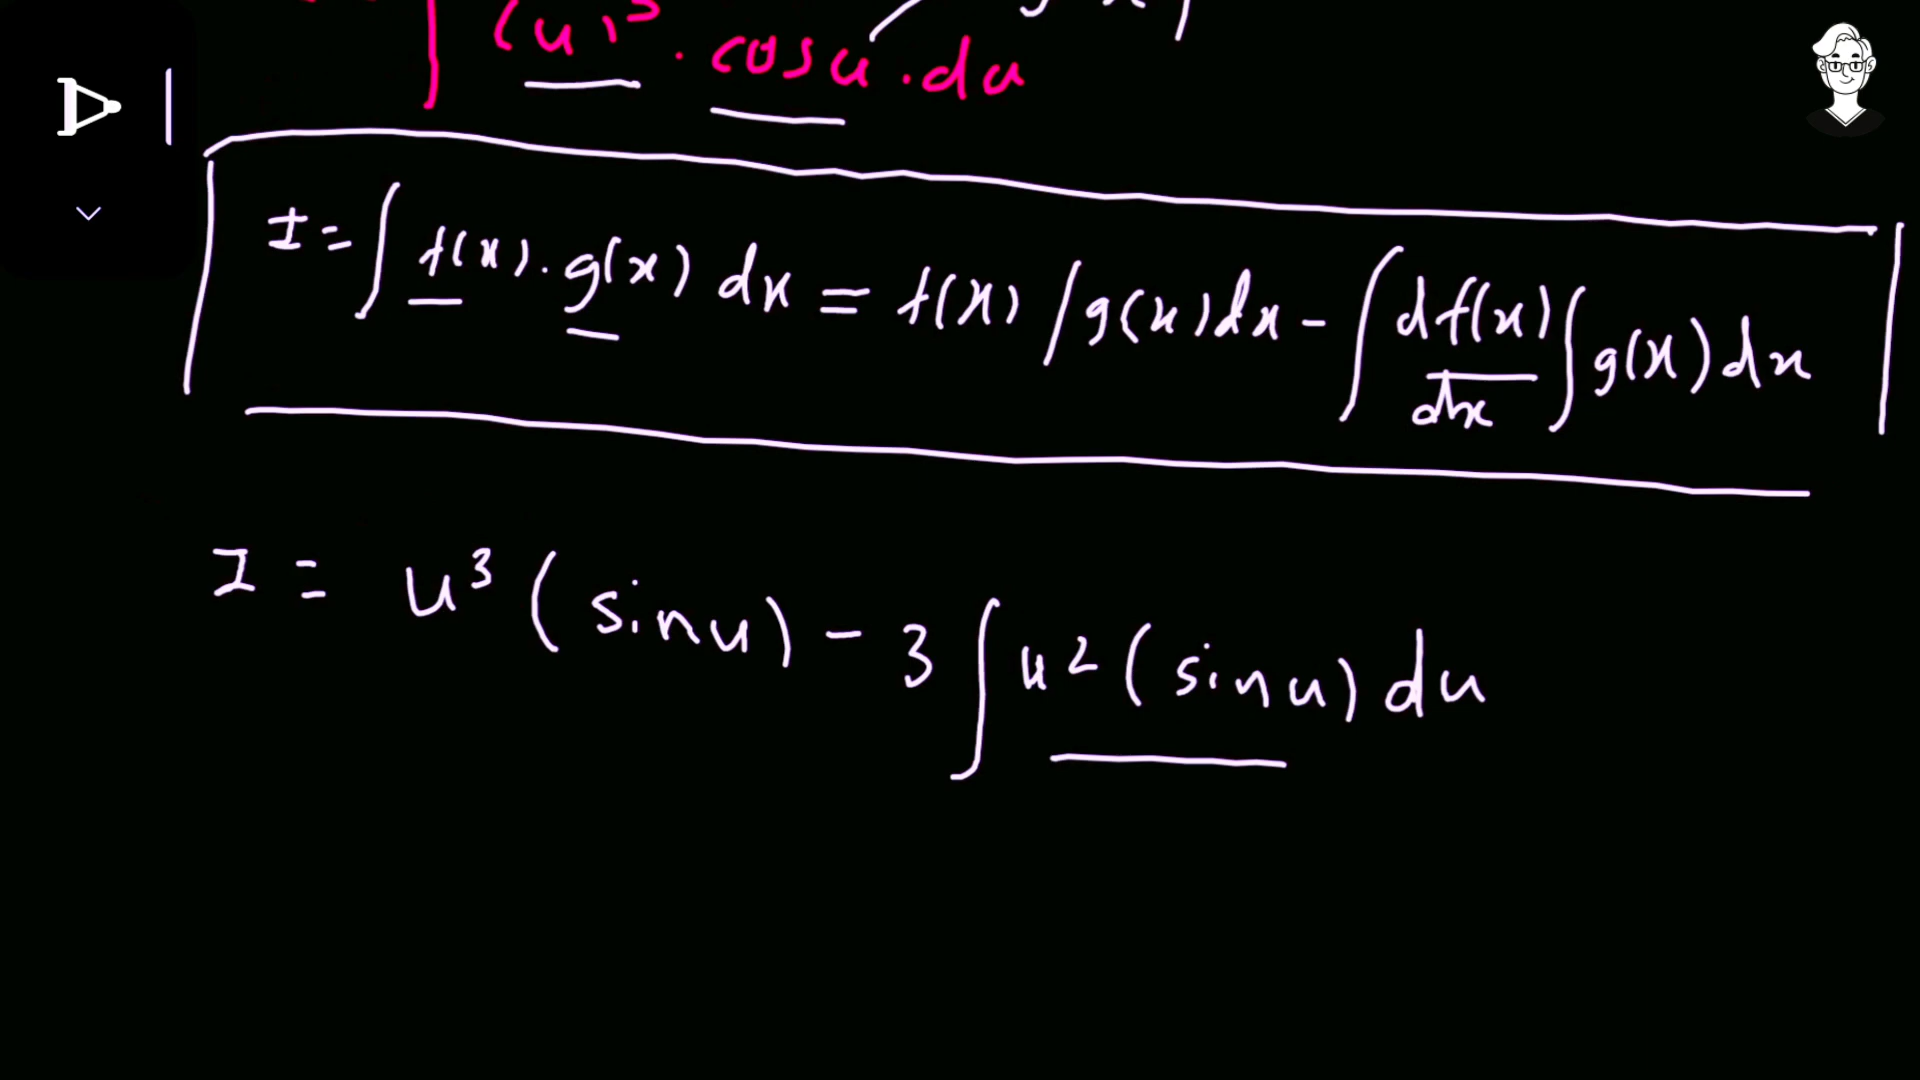 (u)³ . cosu . du
I = ∫ f(x) . g(x) dx = f(x) ∫ g(x) dx - ∫ df(x)/dx ∫ g(x) dx
I = u³ ( sinu ) - 3 ∫ u² ( sinu ) du